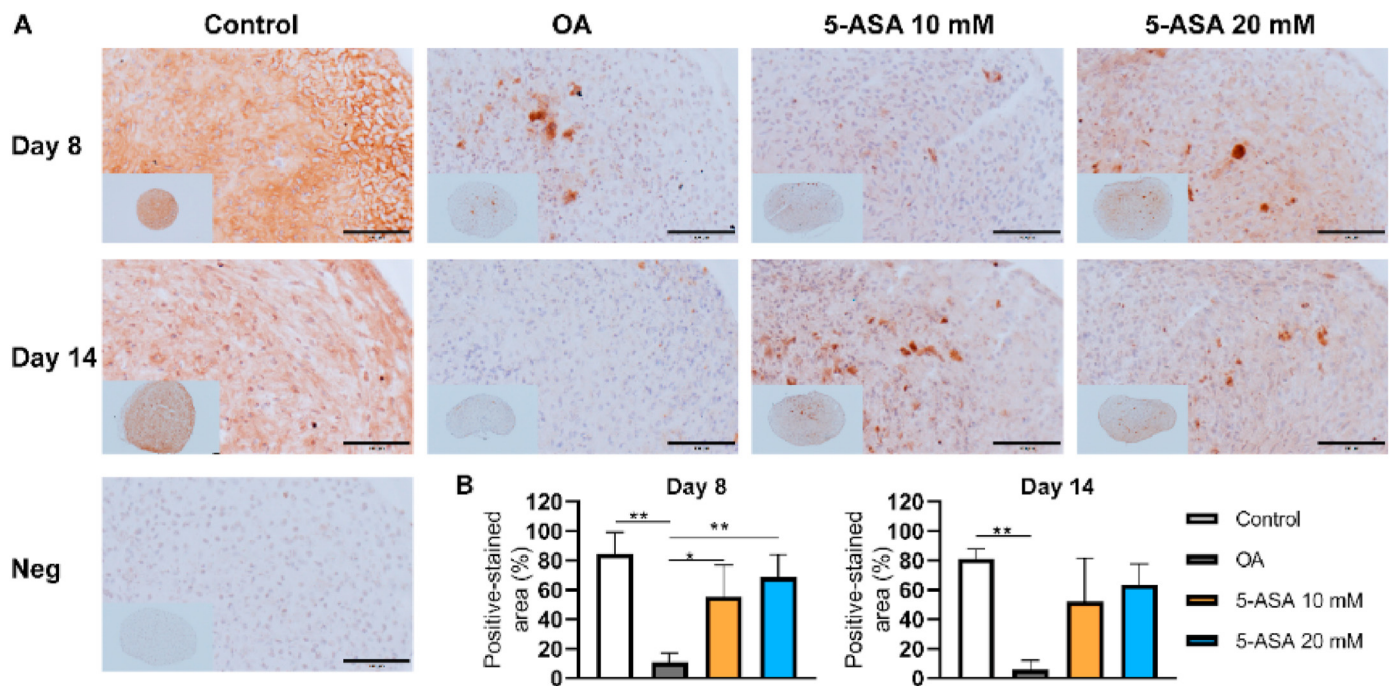 A Control OA 5-ASA 10 mM 5-ASA 20 mM
Day 8
Day 14
Neg
B
Day 8
Positive-stained
area (%)
120
100
80
60
40
20
0
**
**
*
Day 14
Positive-stained
area (%)
120
100
80
60
40
20
0
**
Control
OA
5-ASA 10 mM
5-ASA 20 mM